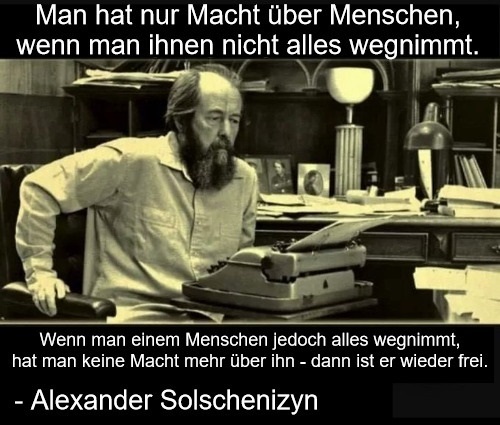 Man hat nur Macht über Menschen,
wenn man ihnen nicht alles wegnimmt.
Wenn man einem Menschen jedoch alles wegnimmt,
hat man keine Macht mehr über ihn - dann ist er wieder frei.
- Alexander Solschenizyn